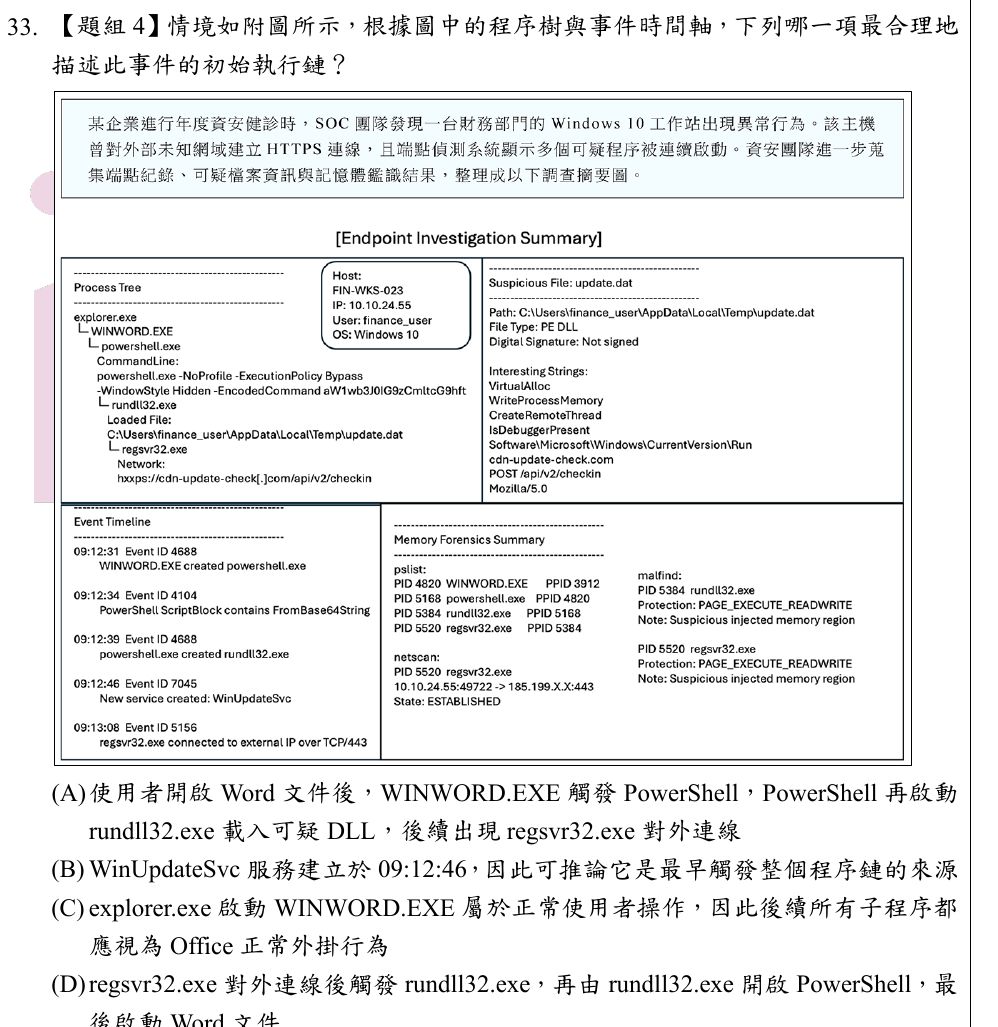 33. 【題組 4】情境如附圖所示，根據圖中的程序樹與事件時間軸，下列哪一項最合理地
描述此事件的初始執行鏈？
某企業進行年度資安健診時，SOC 團隊發現一台財務部門的 Windows 10 工作站出現異常行為。該主機
曾對外部未知網域建立 HTTPS 連線，且端點偵測系統顯示多個可疑程序被連續啟動。資安團隊進一步蒐
集端點紀錄、可疑檔案資訊與記憶體鑑識結果，整理成以下調查摘要圖。
[Endpoint Investigation Summary]
--------------------------------------------------
Process Tree
--------------------------------------------------
explorer.exe
└ WINWORD.EXE
└ powershell.exe
CommandLine:
powershell.exe -NoProfile -ExecutionPolicy Bypass
-WindowStyle Hidden -EncodedCommand aW1wb3J0IG9zCmltcG9hft
└ rundll32.exe
Loaded File:
C:\Users\finance_user\AppData\Local\Temp\update.dat
└ regsvr32.exe
Network:
hxxps://cdn-update-check[.]com/api/v2/checkin
Host:
FIN-WKS-023
IP: 10.10.24.55
User: finance_user
OS: Windows 10
--------------------------------------------------
Suspicious File: update.dat
--------------------------------------------------
Path: C:\Users\finance_user\AppData\Local\Temp\update.dat
File Type: PE DLL
Digital Signature: Not signed
Interesting Strings:
VirtualAlloc
WriteProcessMemory
CreateRemoteThread
IsDebuggerPresent
Software\Microsoft\Windows\CurrentVersion\Run
cdn-update-check.com
POST /api/v2/checkin
Mozilla/5.0
--------------------------------------------------
Event Timeline
--------------------------------------------------
09:12:31 Event ID 4688
WINWORD.EXE created powershell.exe
09:12:34 Event ID 4104
PowerShell ScriptBlock contains FromBase64String
09:12:39 Event ID 4688
powershell.exe created rundll32.exe
09:12:46 Event ID 7045
New service created: WinUpdateSvc
09:13:08 Event ID 5156
regsvr32.exe connected to external IP over TCP/443
--------------------------------------------------
Memory Forensics Summary
--------------------------------------------------
pslist:
PID 4820 WINWORD.EXE PPID 3912
PID 5168 powershell.exe PPID 4820
PID 5384 rundll32.exe PPID 5168
PID 5520 regsvr32.exe PPID 5384
netscan:
PID 5520 regsvr32.exe
10.10.24.55:49722 -> 185.199.X.X:443
State: ESTABLISHED
malfind:
PID 5384 rundll32.exe
Protection: PAGE_EXECUTE_READWRITE
Note: Suspicious injected memory region
PID 5520 regsvr32.exe
Protection: PAGE_EXECUTE_READWRITE
Note: Suspicious injected memory region
(A)使用者開啟 Word 文件後，WINWORD.EXE 觸發 PowerShell，PowerShell 再啟動
rundll32.exe 載入可疑 DLL，後續出現 regsvr32.exe 對外連線
(B) WinUpdateSvc 服務建立於 09:12:46，因此可推論它是最早觸發整個程序鏈的來源
(C) explorer.exe 啟動 WINWORD.EXE 屬於正常使用者操作，因此後續所有子程序都
應視為 Office 正常外掛行為
(D)regsvr32.exe 對外連線後觸發 rundll32.exe，再由 rundll32.exe 開啟 PowerShell，最
後啟動 Word 文件